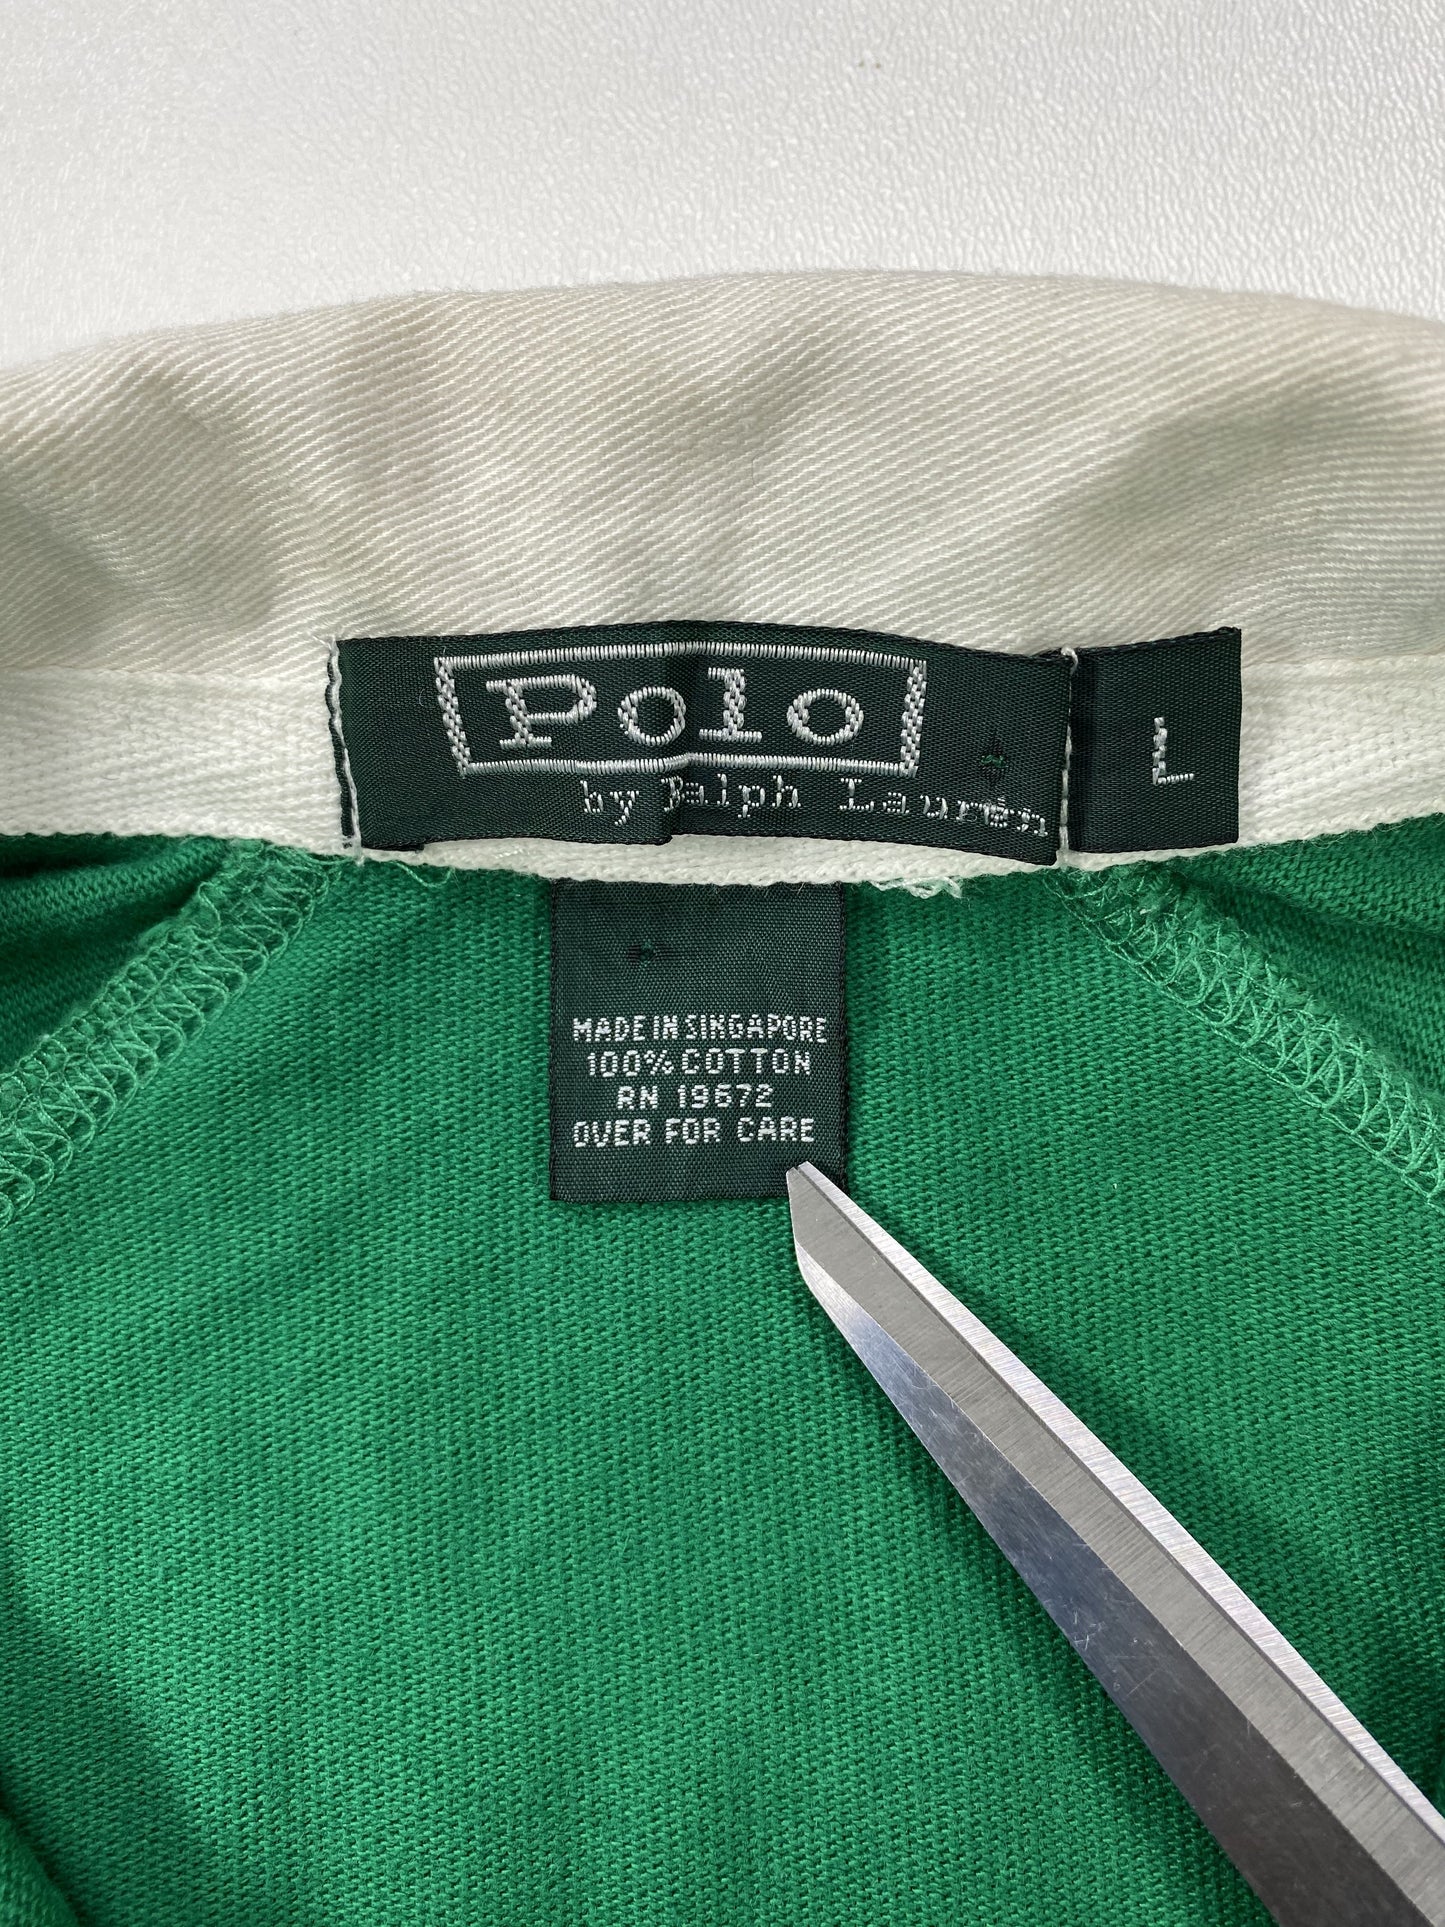 Polo
by Ralph Lauren
L
MADE IN SINGAPORE
100% COTTON
RN 19672
OVER FOR CARE